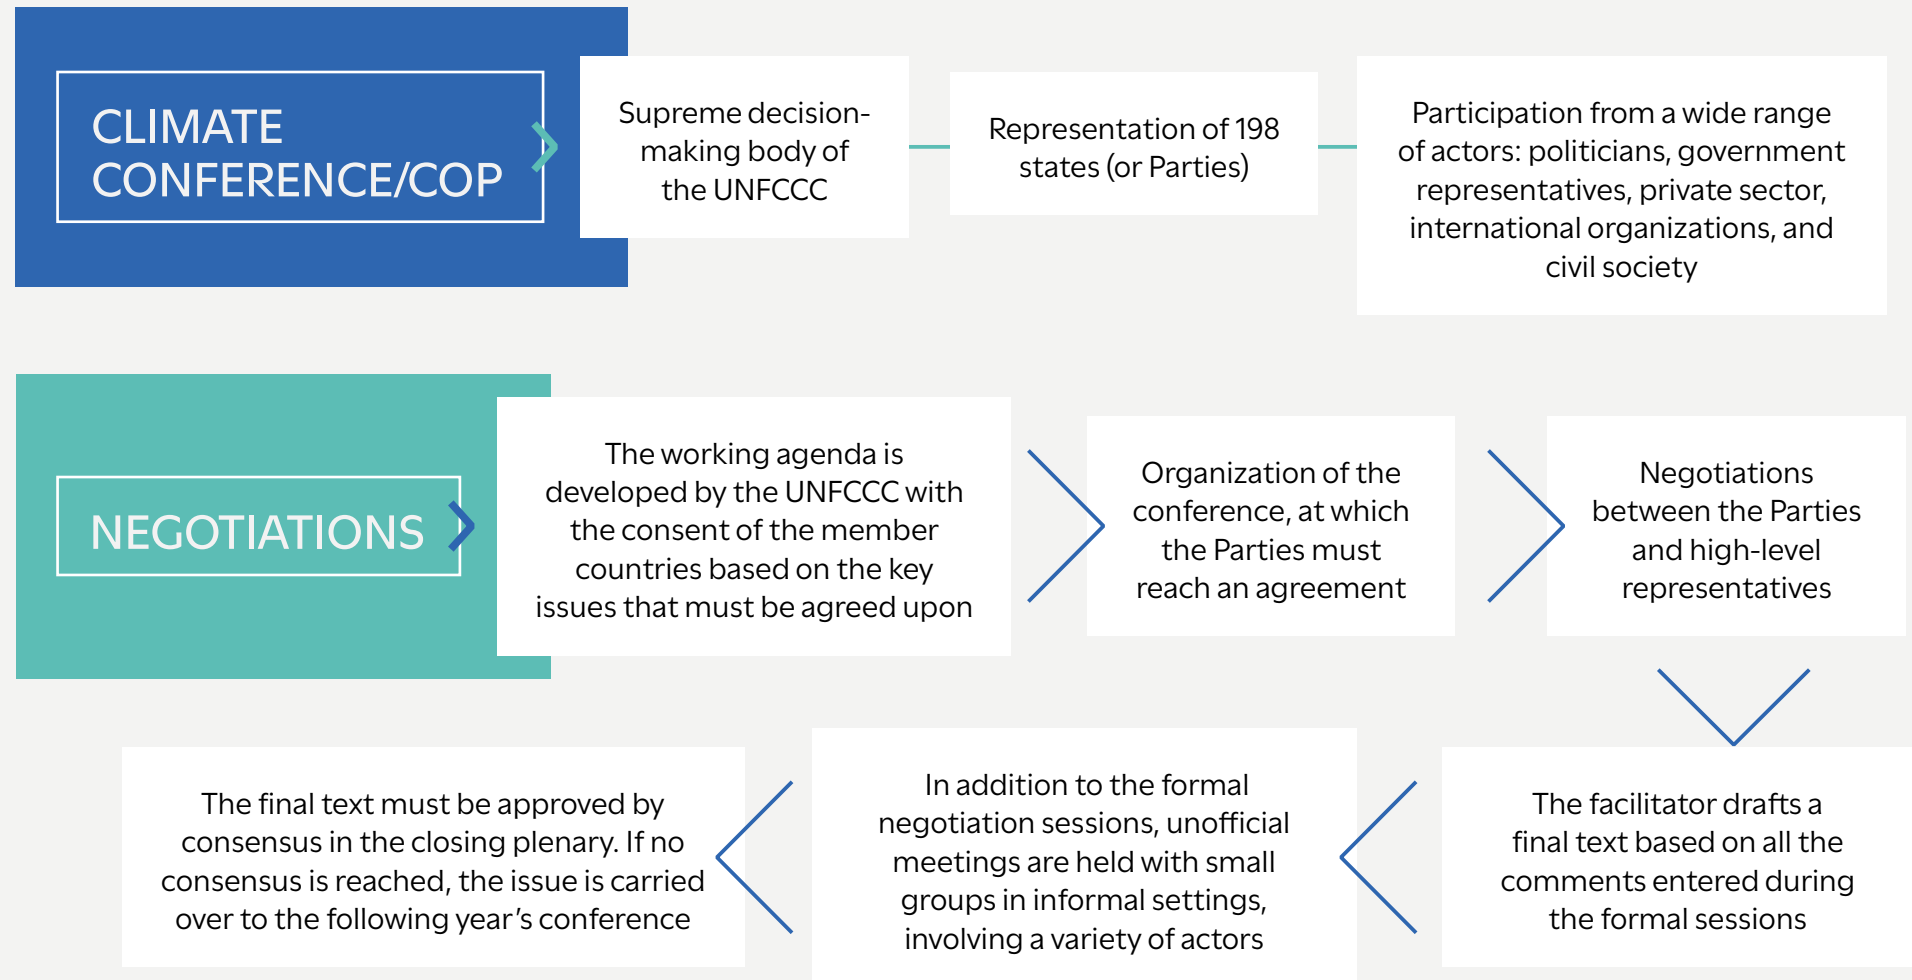 CLIMATE
CONFERENCE/COP
Supreme decision-
making body of
the UNFCCC
Representation of 198
states (or Parties)
Participation from a wide range
of actors: politicians, government
representatives, private sector,
international organizations, and
civil society
NEGOTIATIONS
The working agenda is
developed by the UNFCCC with
the consent of the member
countries based on the key
issues that must be agreed upon
Organization of the
conference, at which
the Parties must
reach an agreement
Negotiations
between the Parties
and high-level
representatives
The facilitator drafts a
final text based on all the
comments entered during
the formal sessions
In addition to the formal
negotiation sessions, unofficial
meetings are held with small
groups in informal settings,
involving a variety of actors
The final text must be approved by
consensus in the closing plenary. If no
consensus is reached, the issue is carried
over to the following year’s conference